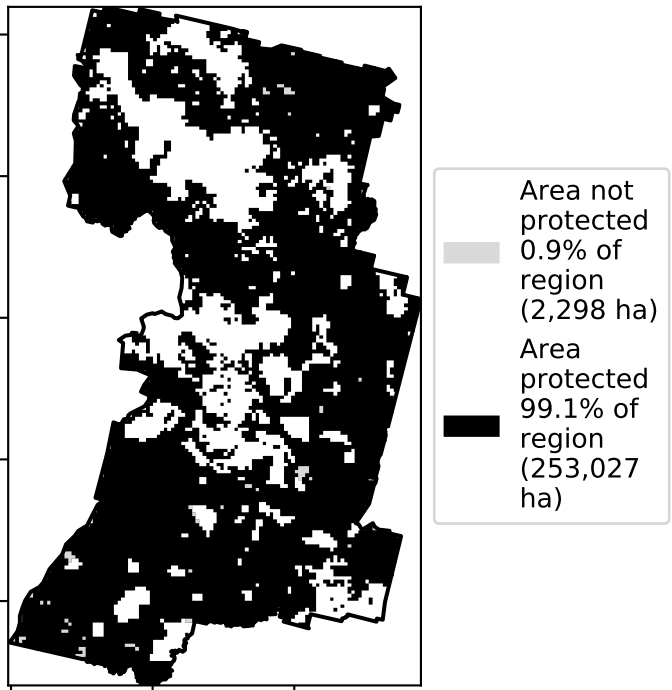 Area not
protected
0.9% of
region
(2,298 ha)
Area
protected
99.1% of
region
(253,027
ha)